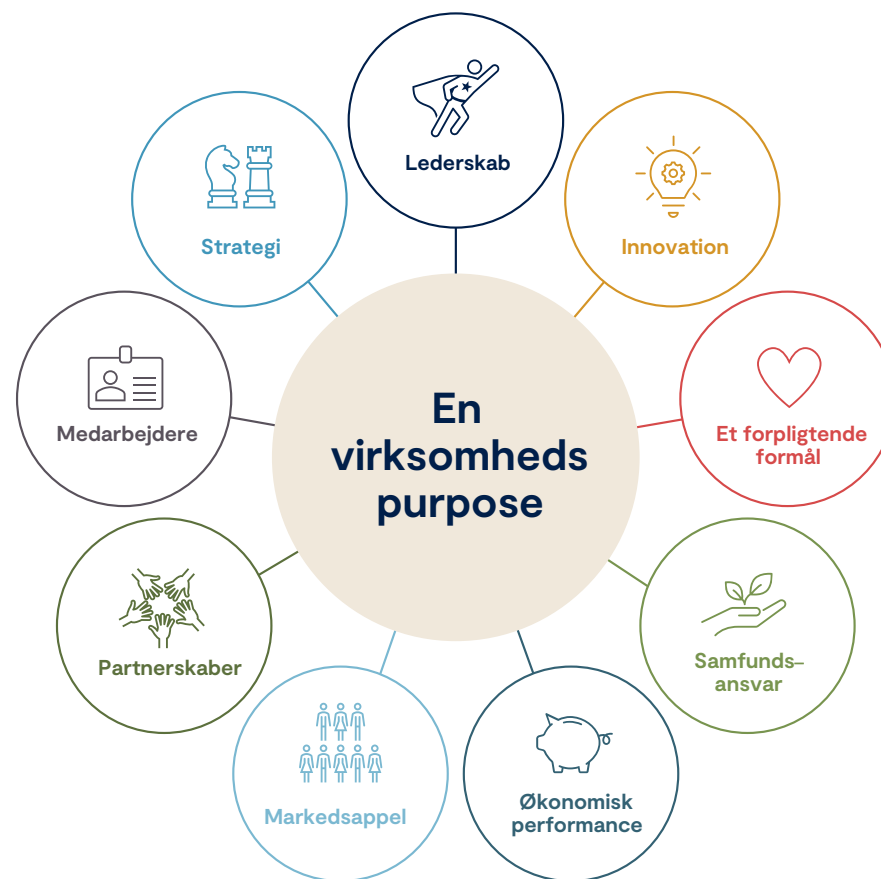 Lederskab
Strategi
Innovation
En
virksomheds
purpose
Medarbejdere
Et forpligtende
formål
Partnerskaber
Samfunds–
ansvar
Markedsappel
Økonomisk
performance